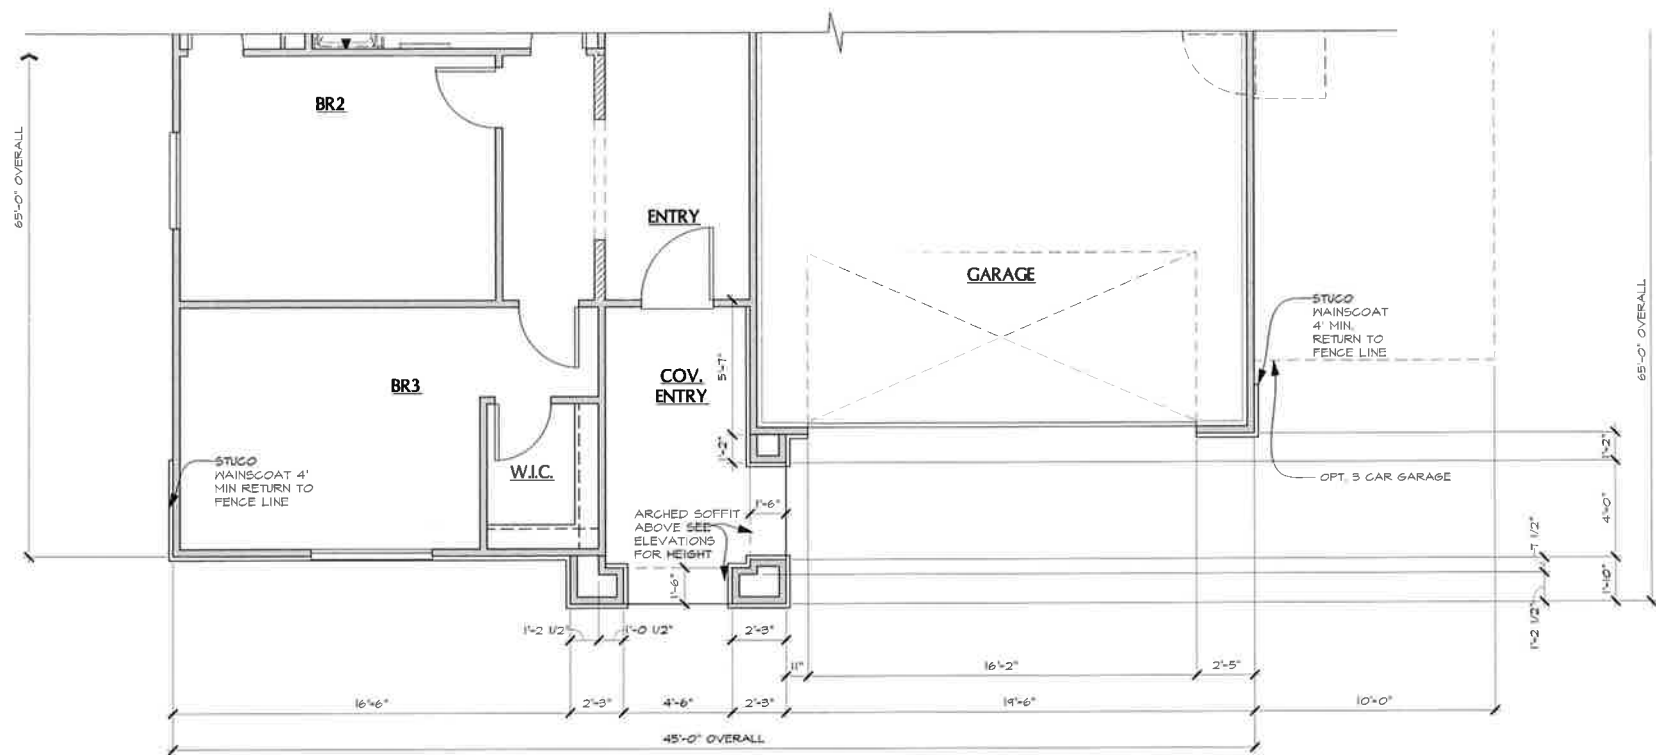 BR2
65'-0" OVERALL
ENTRY
GARAGE
STUCO
WAINSCOAT
4' MIN.
RETURN TO
FENCE LINE
65'-0" OVERALL
BR3
COV.
ENTRY
5'-7"
STUCO
WAINSCOAT 4'
MIN RETURN TO
FENCE LINE
W.I.C.
1'-2"
1'-2"
OPT. 3 CAR GARAGE
1'-6"
ARCHED SOFFIT
ABOVE SEE
ELEVATIONS
FOR HEIGHT
4'-0"
7 1/2"
1'-6"
1'-10"
1'-2 1/2"
1'-2 1/2"
1'-0 1/2"
2'-3"
11"
16'-2"
2'-5"
16'-6"
2'-3"
4'-6"
2'-3"
19'-6"
10'-0"
45'-0" OVERALL